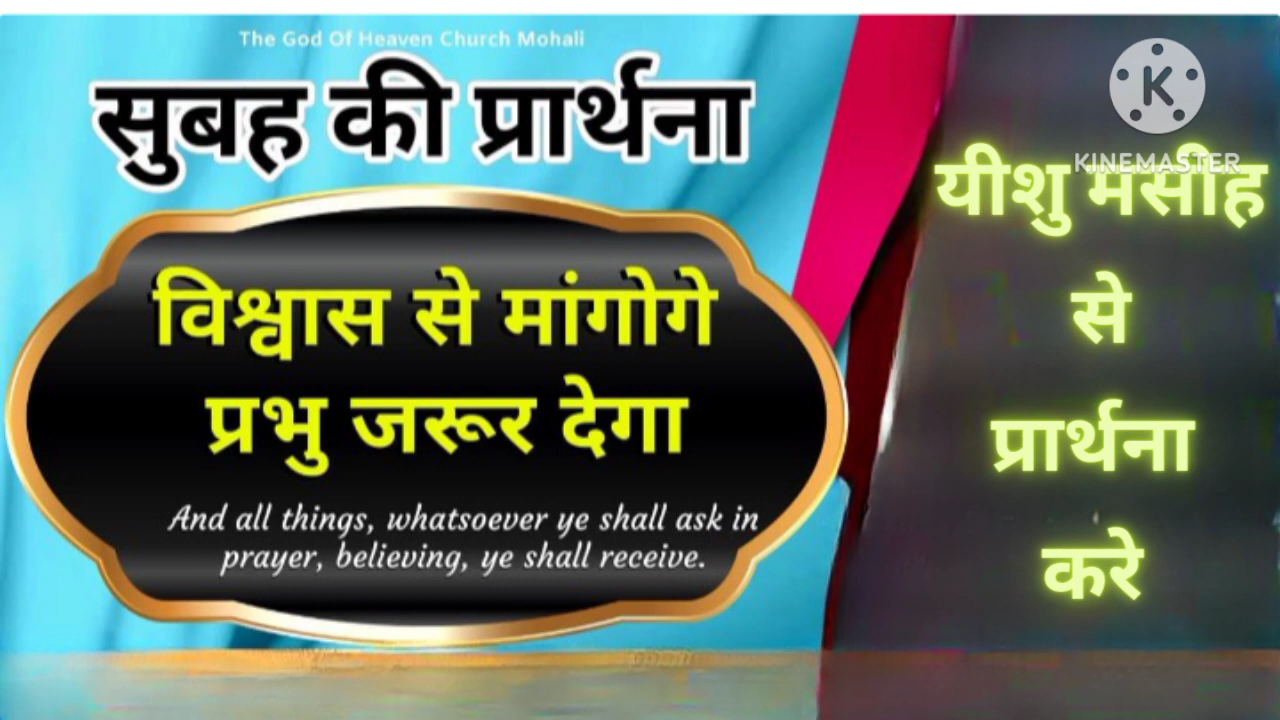 The God Of Heaven Church Mohali
सुबह की प्रार्थना
विश्वास से मांगोगे
प्रभु जरूर देगा
And all things, whatsoever ye shall ask in
prayer, believing, ye shall receive.
K
KINEMASTER
यीशु मसीह
से
प्रार्थना
करे